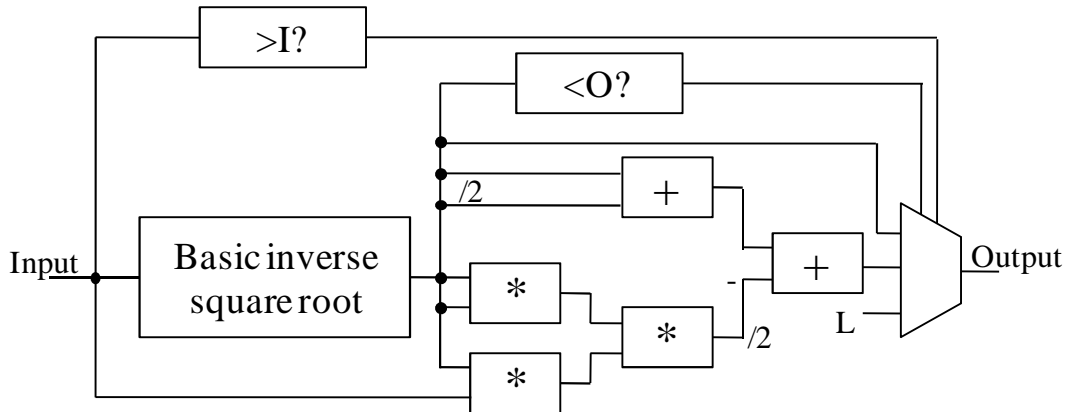 >I?
<O?
/2
+
Input
Basic inverse
square root
*
*
*
-
+
/2
L
Output